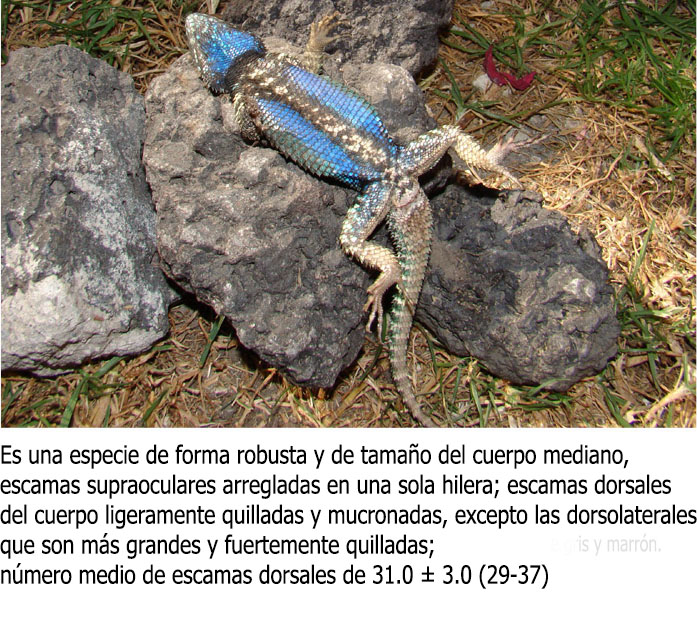 Es una especie de forma robusta y de tamaño del cuerpo mediano,
escamas supraoculares arregladas en una sola hilera; escamas dorsales
del cuerpo ligeramente quilladas y mucronadas, excepto las dorsolaterales
que son más grandes y fuertemente quilladas; gris y marrón.
número medio de escamas dorsales de 31.0 ± 3.0 (29-37)